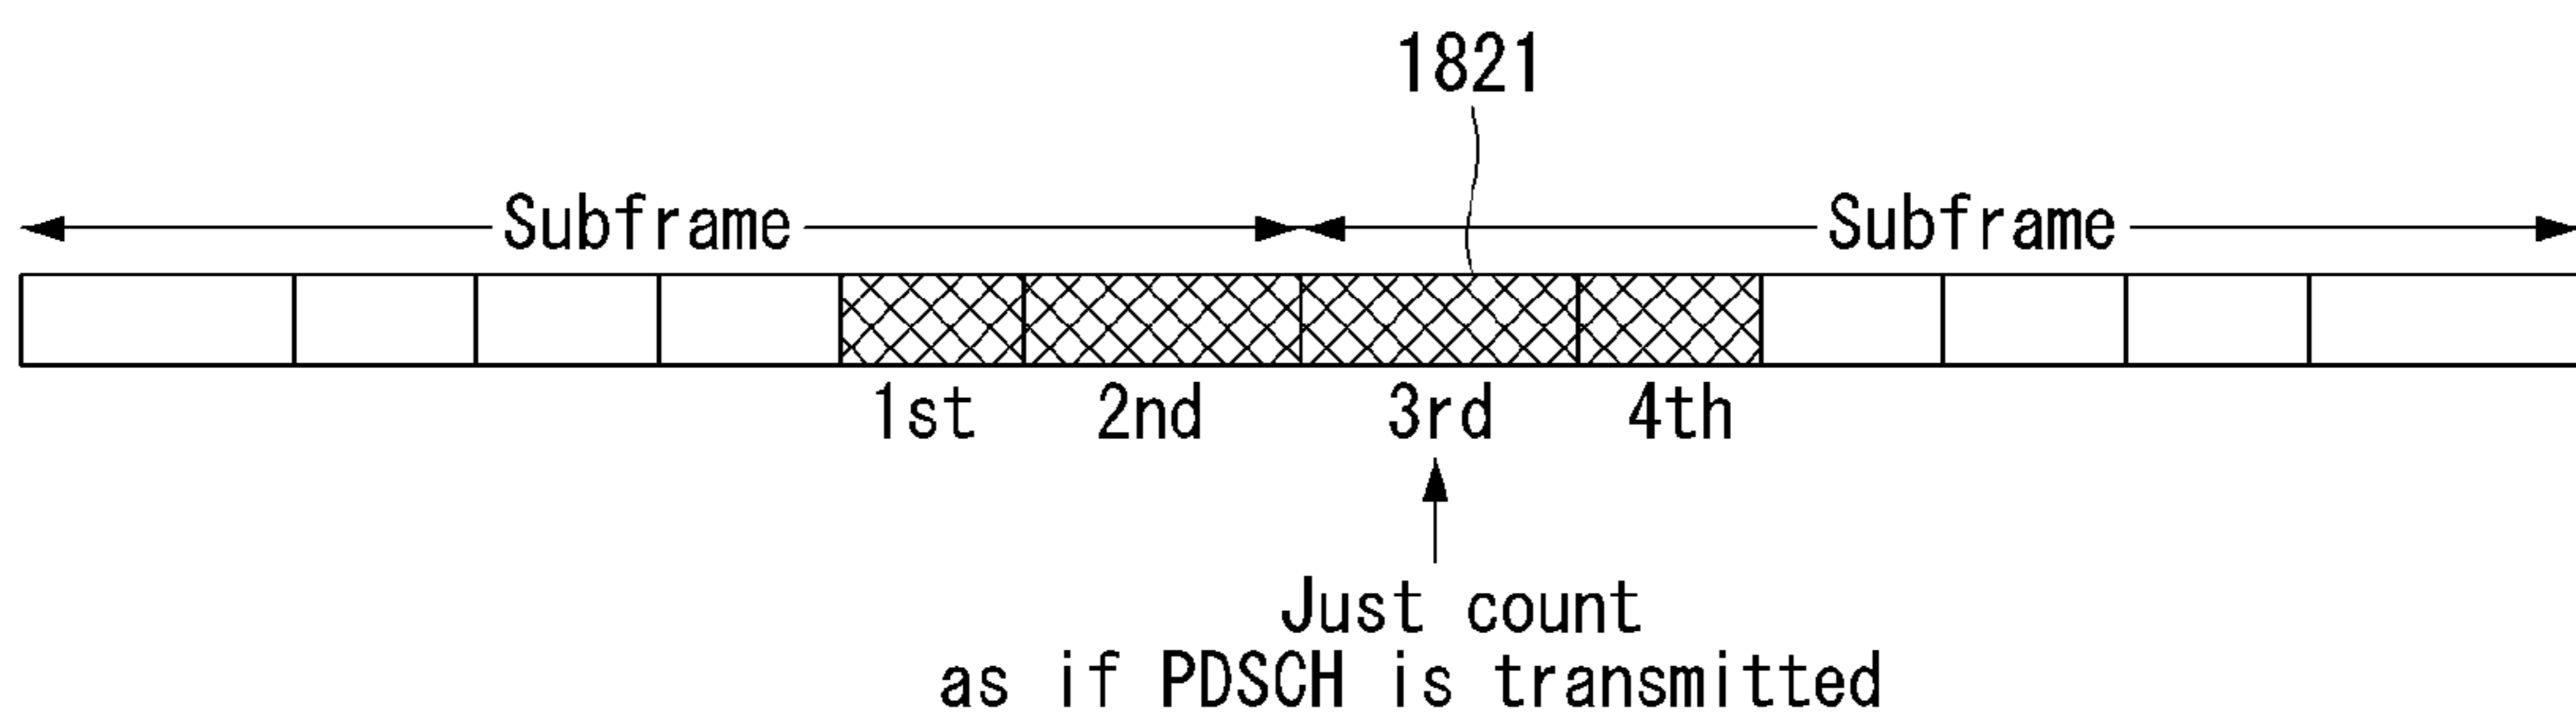 1821
Subframe Subframe
1st 2nd 3rd 4th
Just count
as if PDSCH is transmitted